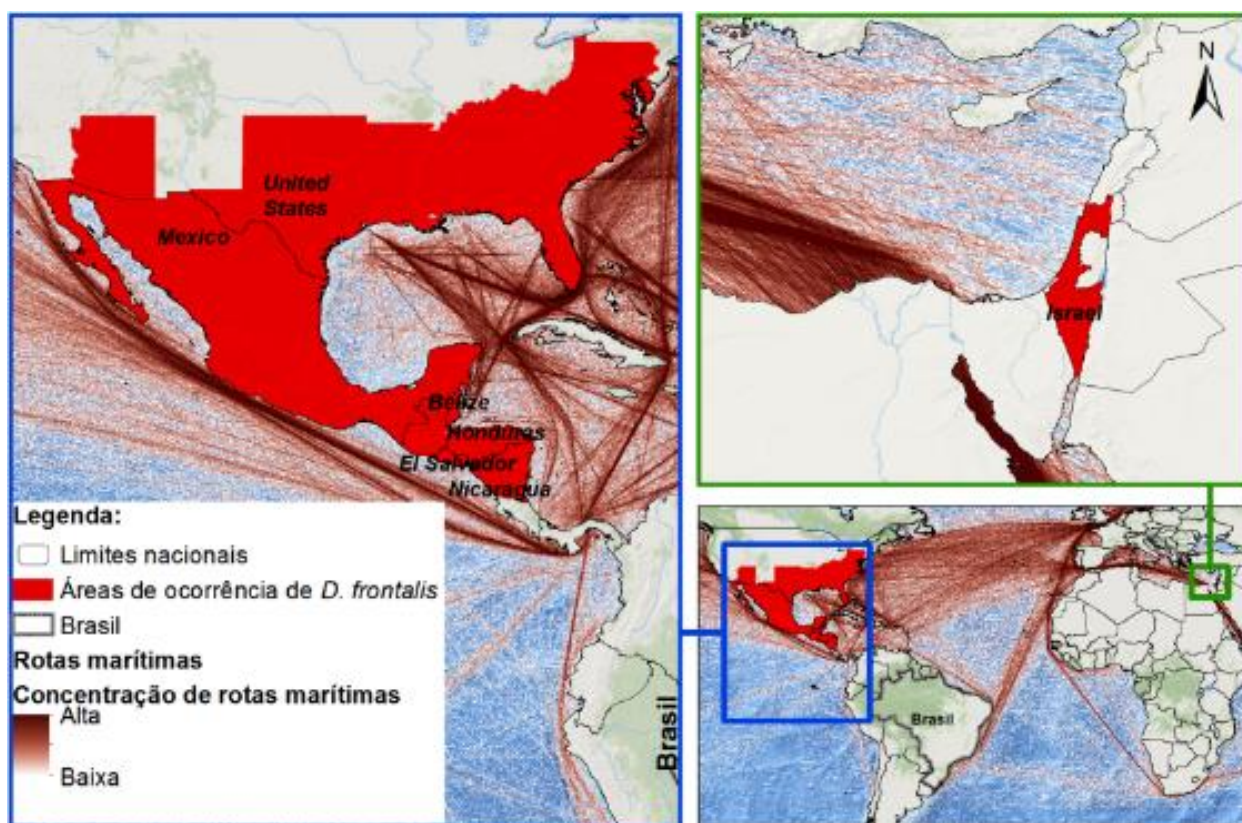 United
States
Mexico
Belize
Honduras
El Salvador
Nicaragua
Legenda:
Limites nacionais
Áreas de ocorrência de D. frontalis
Brasil
Rotas marítimas
Concentração de rotas marítimas
Alta
Baixa
Brasil
N
Israel
Brasil